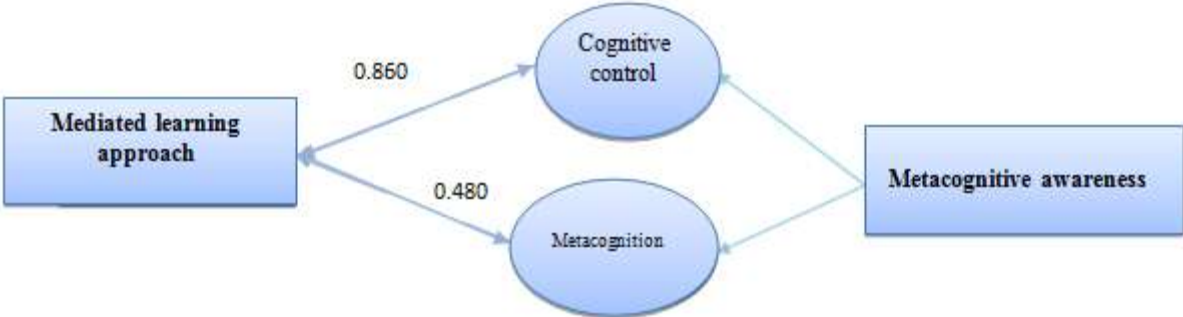 Cognitive
control
0.860
Mediated learning
approach
0.480
Metacognitive awareness
Metacognition